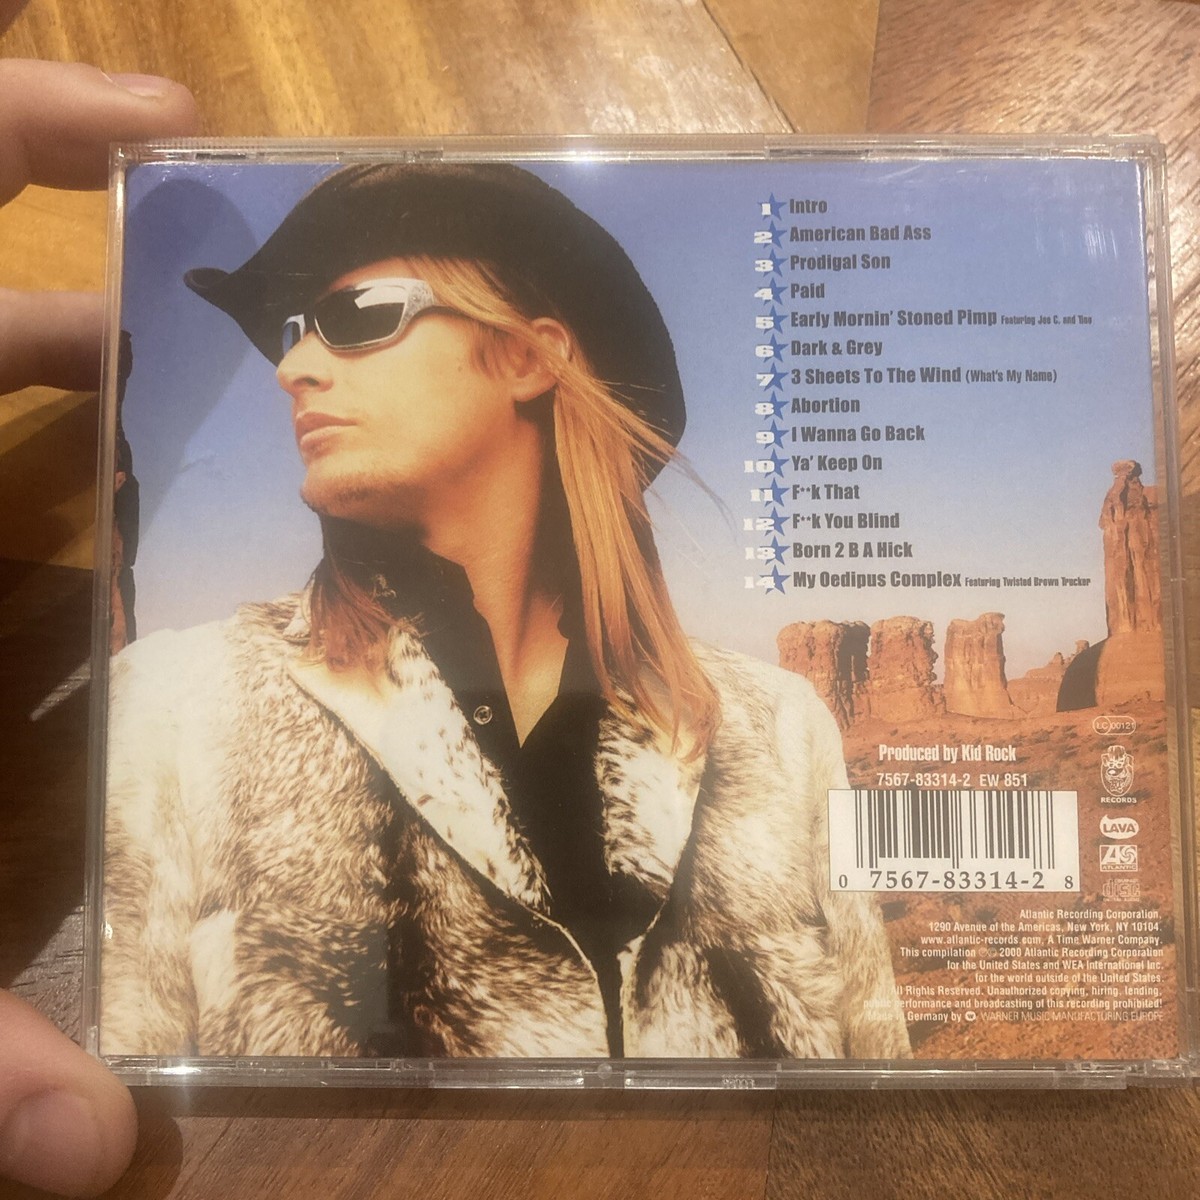 1 Intro
2 American Bad Ass
3 Prodigal Son
4 Paid
5 Early Mornin' Stoned Pimp Featuring Joe C. and Tino
6 Dark & Grey
7 3 Sheets To The Wind (What's My Name)
8 Abortion
9 I Wanna Go Back
10 Ya' Keep On
11 F**k That
12 F**k You Blind
13 Born 2 B A Hick
14 My Oedipus Complex Featuring Twisted Brown Trucker
LC 00121
Produced by Kid Rock
7567-83314-2 EW 851
RECORDS
LAVA
ATLANTIC
0 7567-83314-2 8
Atlantic Recording Corporation,
1290 Avenue of the Americas, New York, NY 10104.
www.atlantic-records.com, A Time Warner Company.
This compilation ℗© 2000 Atlantic Recording Corporation
for the United States and WEA International Inc.
for the world outside of the United States.
All Rights Reserved. Unauthorized copying, hiring, lending,
public performance and broadcasting of this recording prohibited!
Made in Germany by WARNER MUSIC MANUFACTURING EUROPE